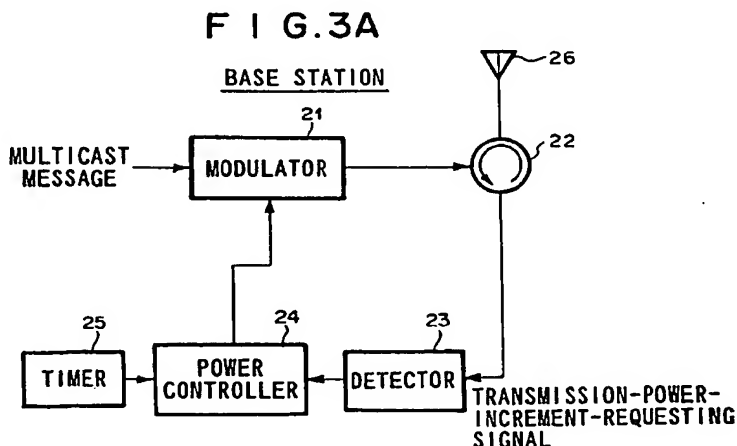 FIG.3A
BASE STATION
26
21
22
MULTICAST
MESSAGE
MODULATOR
25
24
23
TIMER
POWER
CONTROLLER
DETECTOR
TRANSMISSION-POWER-
INCREMENT-REQUESTING
SIGNAL